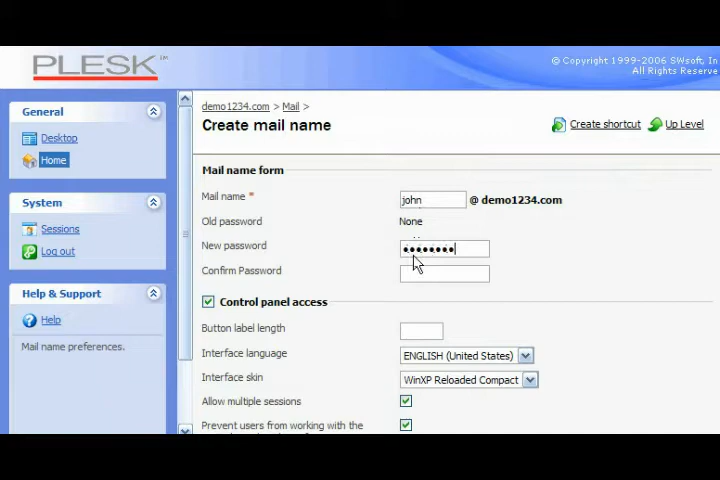 PLESK™
© Copyright 1999-2006 SWsoft, In
All Rights Reserve
General
Desktop
Home
System
Sessions
Log out
Help & Support
Help
Mail name preferences.
demo1234.com > Mail >
Create mail name
Create shortcut
Up Level
Mail name form
Mail name * john @ demo1234.com
Old password None
New password ••••••••
Confirm Password
Control panel access
Button label length
Interface language ENGLISH (United States)
Interface skin WinXP Reloaded Compact
Allow multiple sessions
Prevent users from working with the